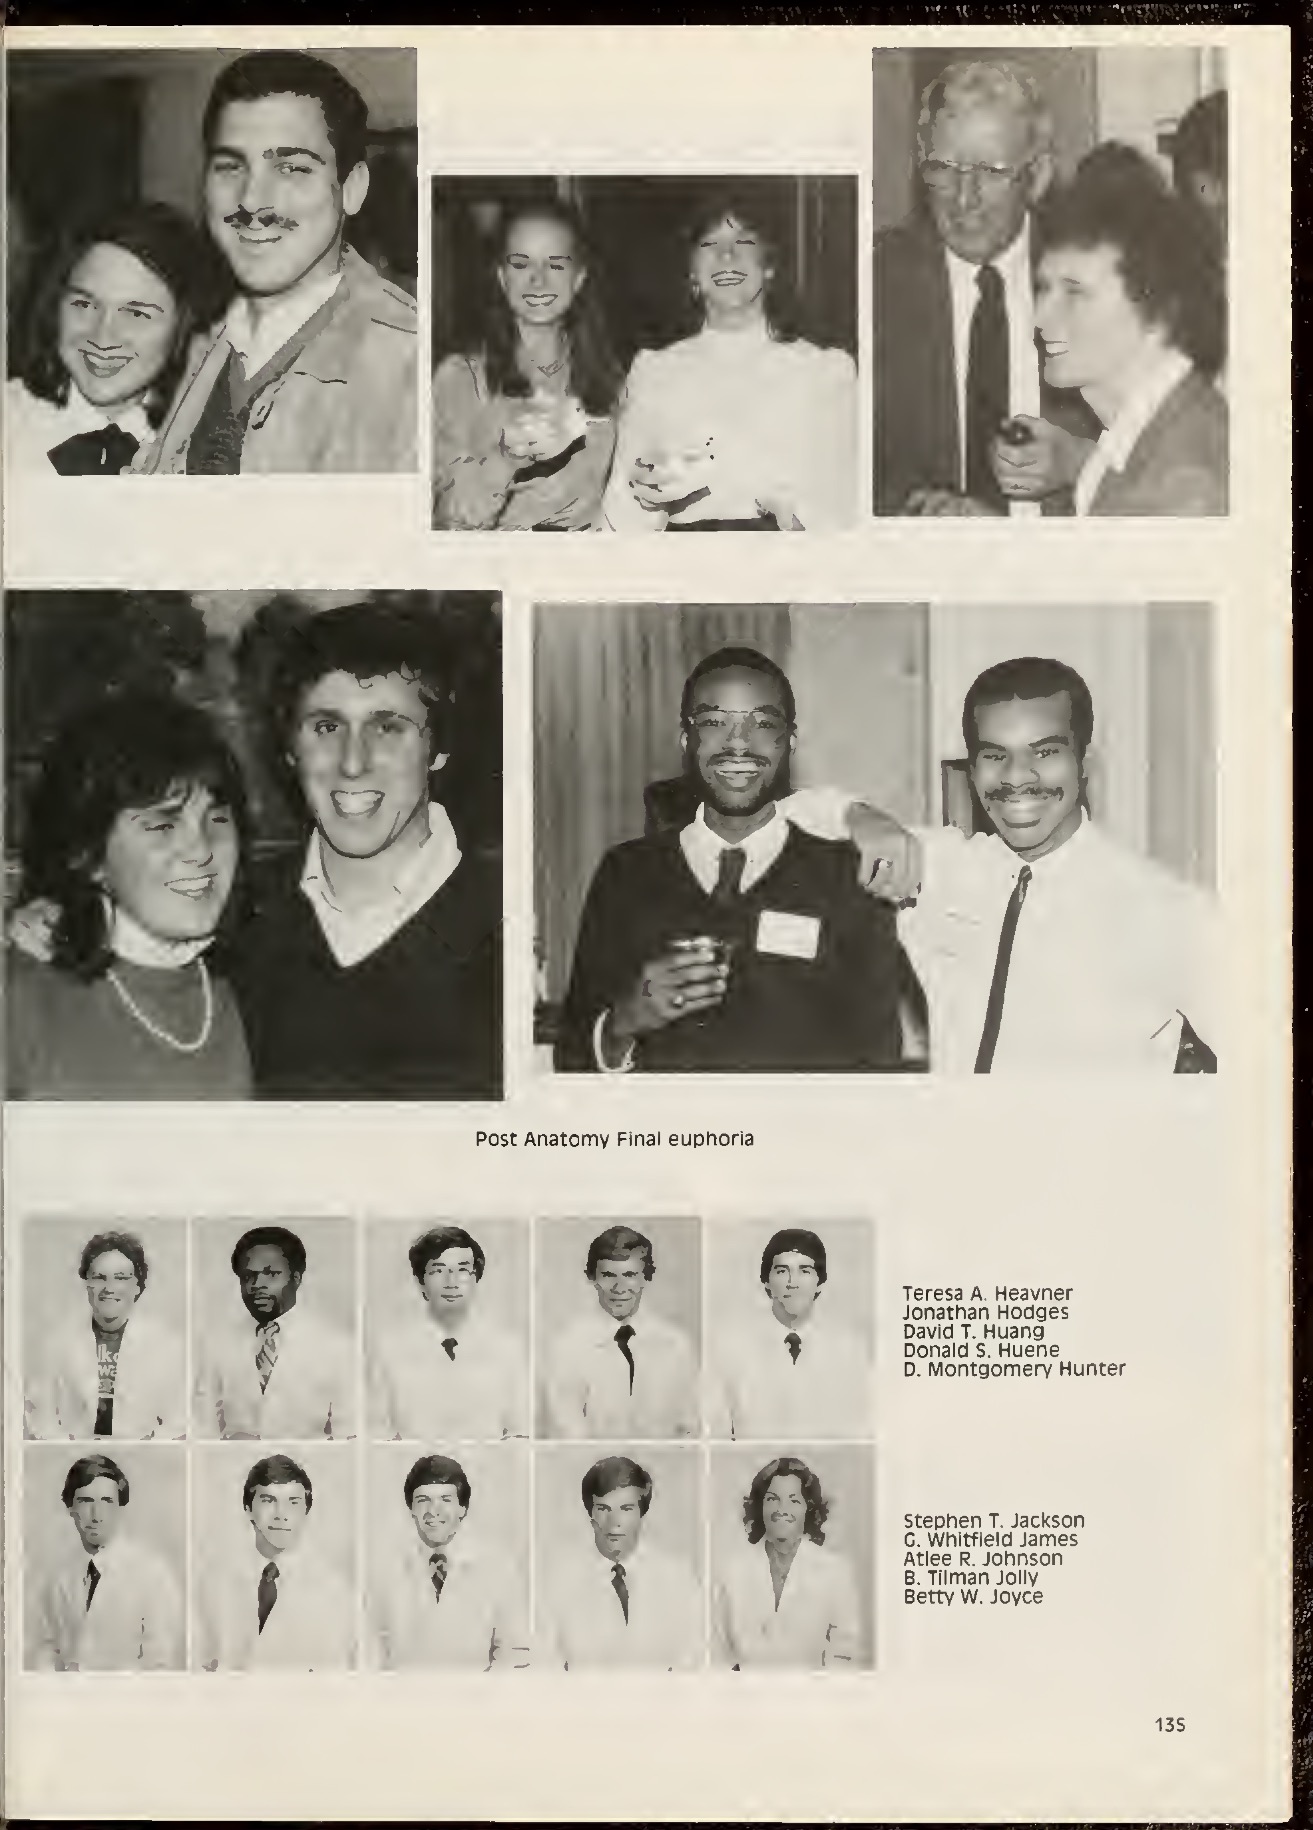 Post Anatomy Final euphoria
Teresa A. Heavner
Jonathan Hodges
David T. Huang
Donald S. Huene
D. Montgomery Hunter
Stephen T. Jackson
G. Whitfield James
Atlee R. Johnson
B. Tilman Jolly
Betty W. Joyce
135